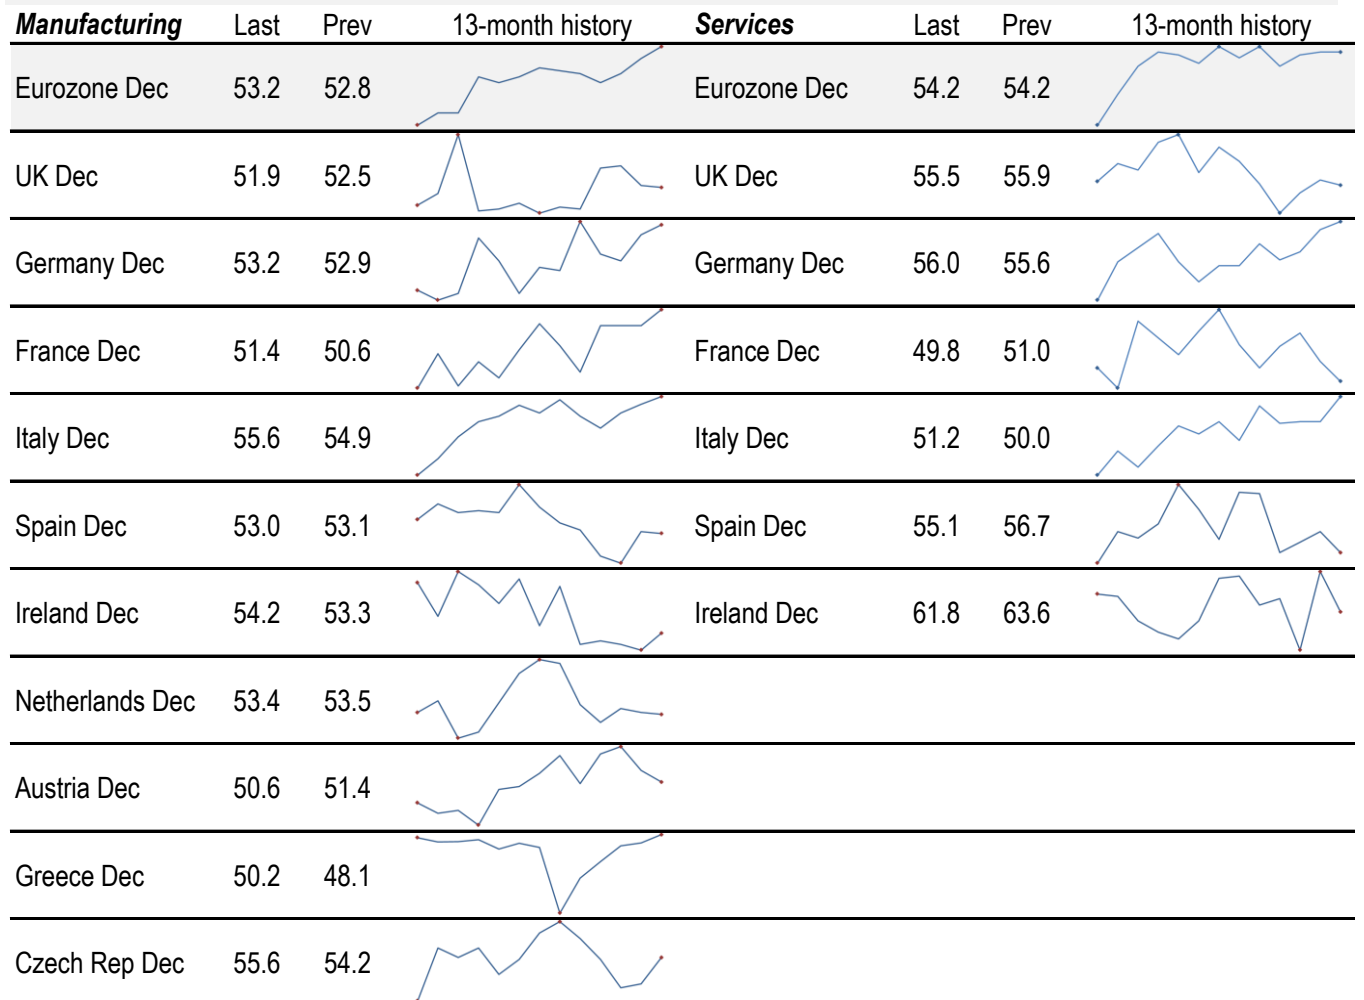 Manufacturing Last Prev 13-month history Services Last Prev 13-month history
Eurozone Dec 53.2 52.8 Eurozone Dec 54.2 54.2
UK Dec 51.9 52.5 UK Dec 55.5 55.9
Germany Dec 53.2 52.9 Germany Dec 56.0 55.6
France Dec 51.4 50.6 France Dec 49.8 51.0
Italy Dec 55.6 54.9 Italy Dec 51.2 50.0
Spain Dec 53.0 53.1 Spain Dec 55.1 56.7
Ireland Dec 54.2 53.3 Ireland Dec 61.8 63.6
Netherlands Dec 53.4 53.5
Austria Dec 50.6 51.4
Greece Dec 50.2 48.1
Czech Rep Dec 55.6 54.2